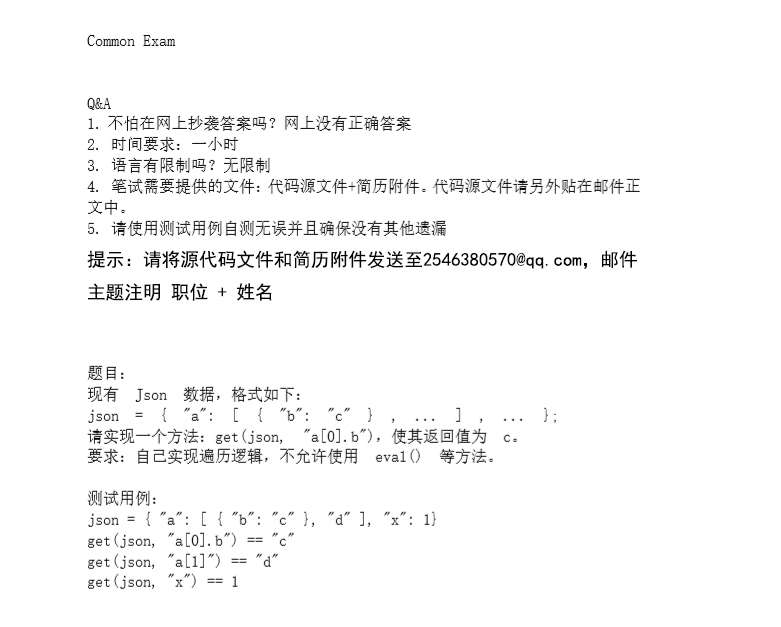 Common Exam
Q&A
1. 不怕在网上抄袭答案吗？网上没有正确答案
2. 时间要求：一小时
3. 语言有限制吗？无限制
4. 笔试需要提供的文件：代码源文件+简历附件。代码源文件请另外贴在邮件正
文中。
5. 请使用测试用例自测无误并且确保没有其他遗漏
提示：请将源代码文件和简历附件发送至2546380570@qq.com，邮件
主题注明 职位 + 姓名
题目：
现有 Json 数据，格式如下：
json = { "a": [ { "b": "c" } , ... ] , ... };
请实现一个方法：get(json, "a[0].b")，使其返回值为 c。
要求：自己实现遍历逻辑，不允许使用 eval() 等方法。
测试用例：
json = { "a": [ { "b": "c" }, "d" ], "x": 1}
get(json, "a[0].b") == "c"
get(json, "a[1]") == "d"
get(json, "x") == 1